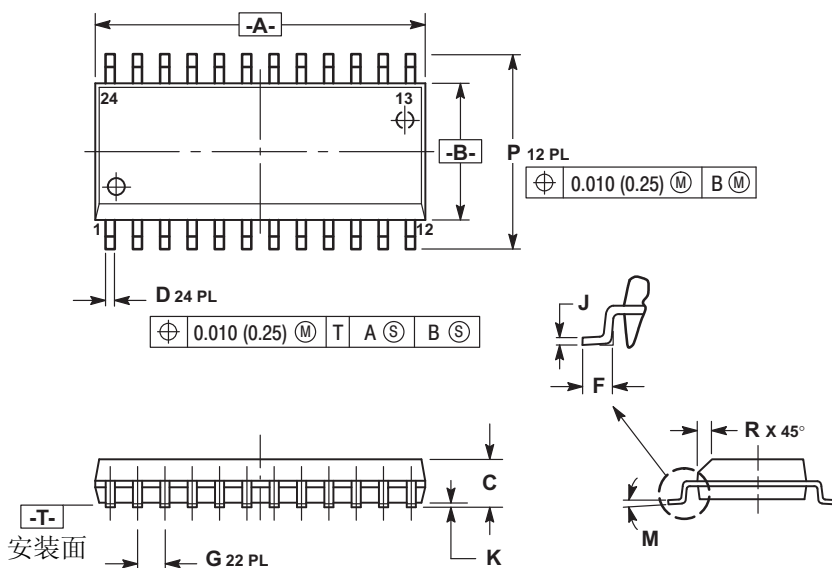 -A-
24
13
-B-
P 12 PL
⌖ 0.010 (0.25) Ⓜ B Ⓜ
1
12
D 24 PL
⌖ 0.010 (0.25) Ⓜ T A Ⓢ B Ⓢ
J
F
R X 45°
C
-T-
安装面
G 22 PL
K
M